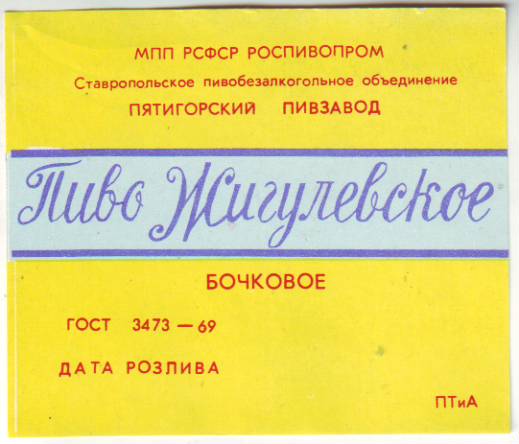 МПП РСФСР РОСПИВОПРОМ
Ставропольское пивобезалкогольное объединение
ПЯТИГОРСКИЙ ПИВЗАВОД
Пиво Жигулевское
БОЧКОВОЕ
ГОСТ 3473 — 69
ДАТА РОЗЛИВА
ПТиА